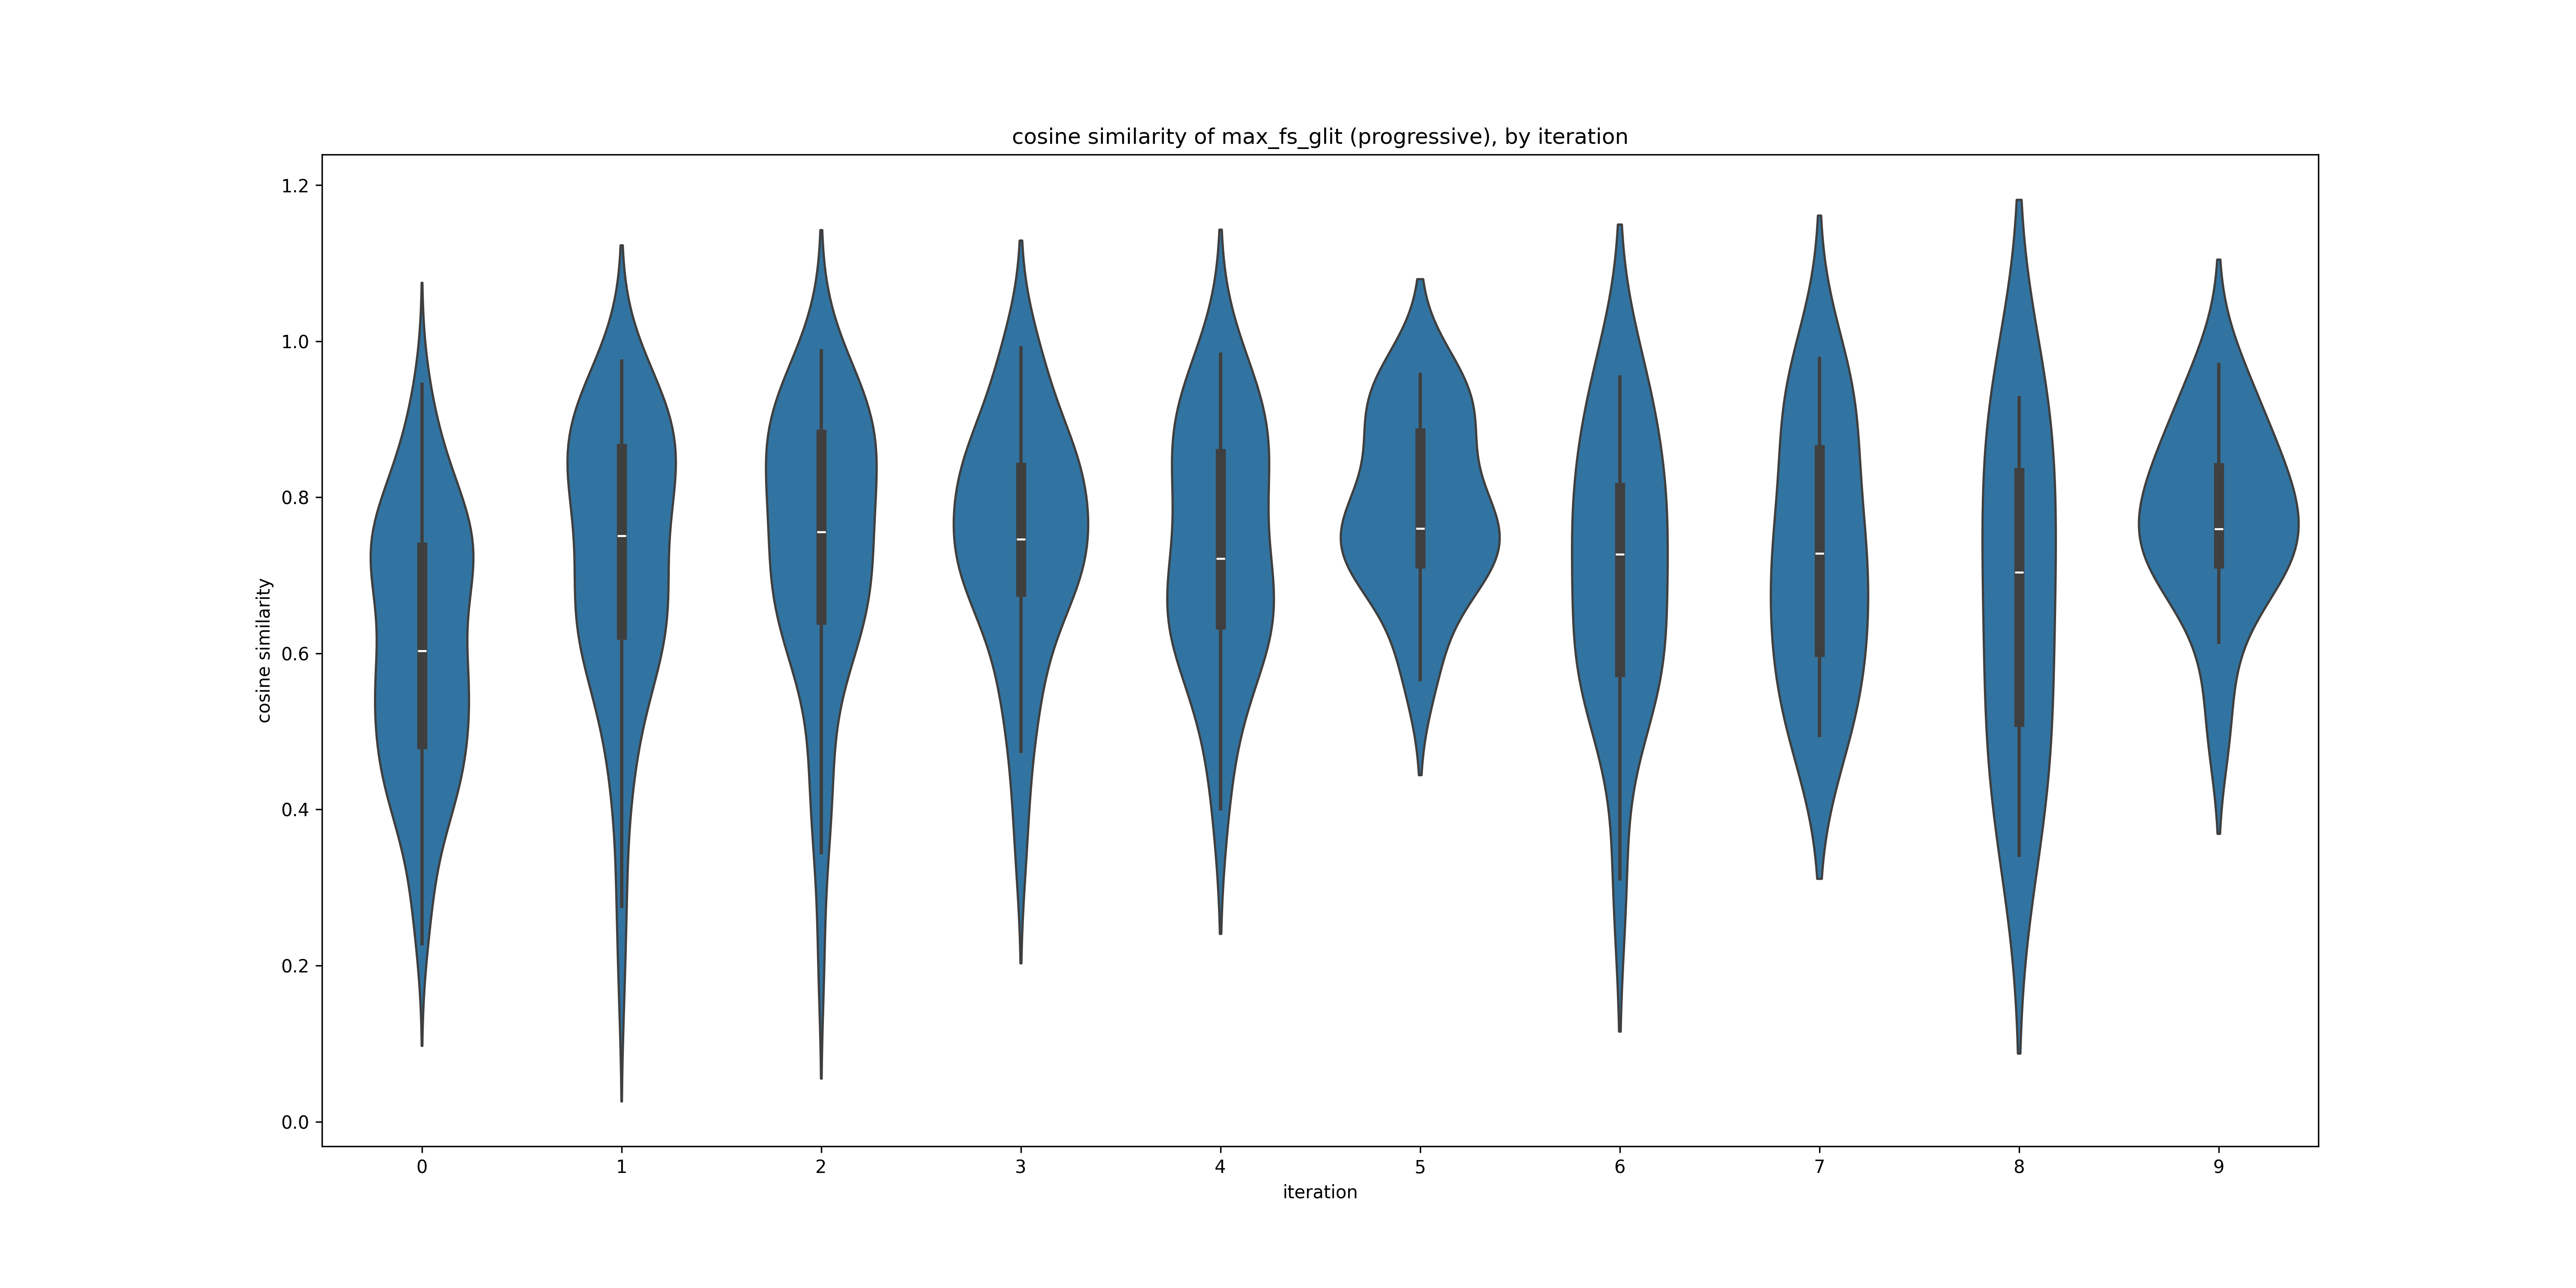 cosine similarity of max_fs_glit (progressive), by iteration
1.2
1.0
0.8
0.6
0.4
0.2
0.0
cosine similarity
0 1 2 3 4 5 6 7 8 9
iteration